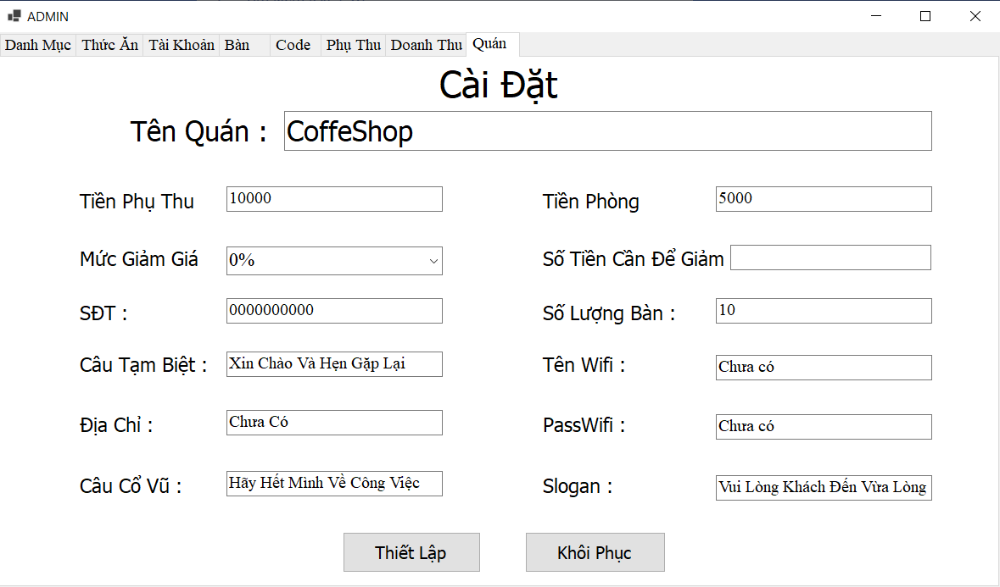 ADMIN
Danh Mục Thức Ăn Tài Khoản Bàn Code Phụ Thu Doanh Thu Quán
Cài Đặt
Tên Quán : CoffeShop
Tiền Phụ Thu 10000 Tiền Phòng 5000
Mức Giảm Giá 0% Số Tiền Cần Để Giảm
SĐT : 0000000000 Số Lượng Bàn : 10
Câu Tạm Biệt : Xin Chào Và Hẹn Gặp Lại Tên Wifi : Chưa có
Địa Chỉ : Chưa Có PassWifi : Chưa có
Câu Cổ Vũ : Hãy Hết Mình Về Công Việc Slogan : Vui Lòng Khách Đến Vừa Lòng
Thiết Lập Khôi Phục